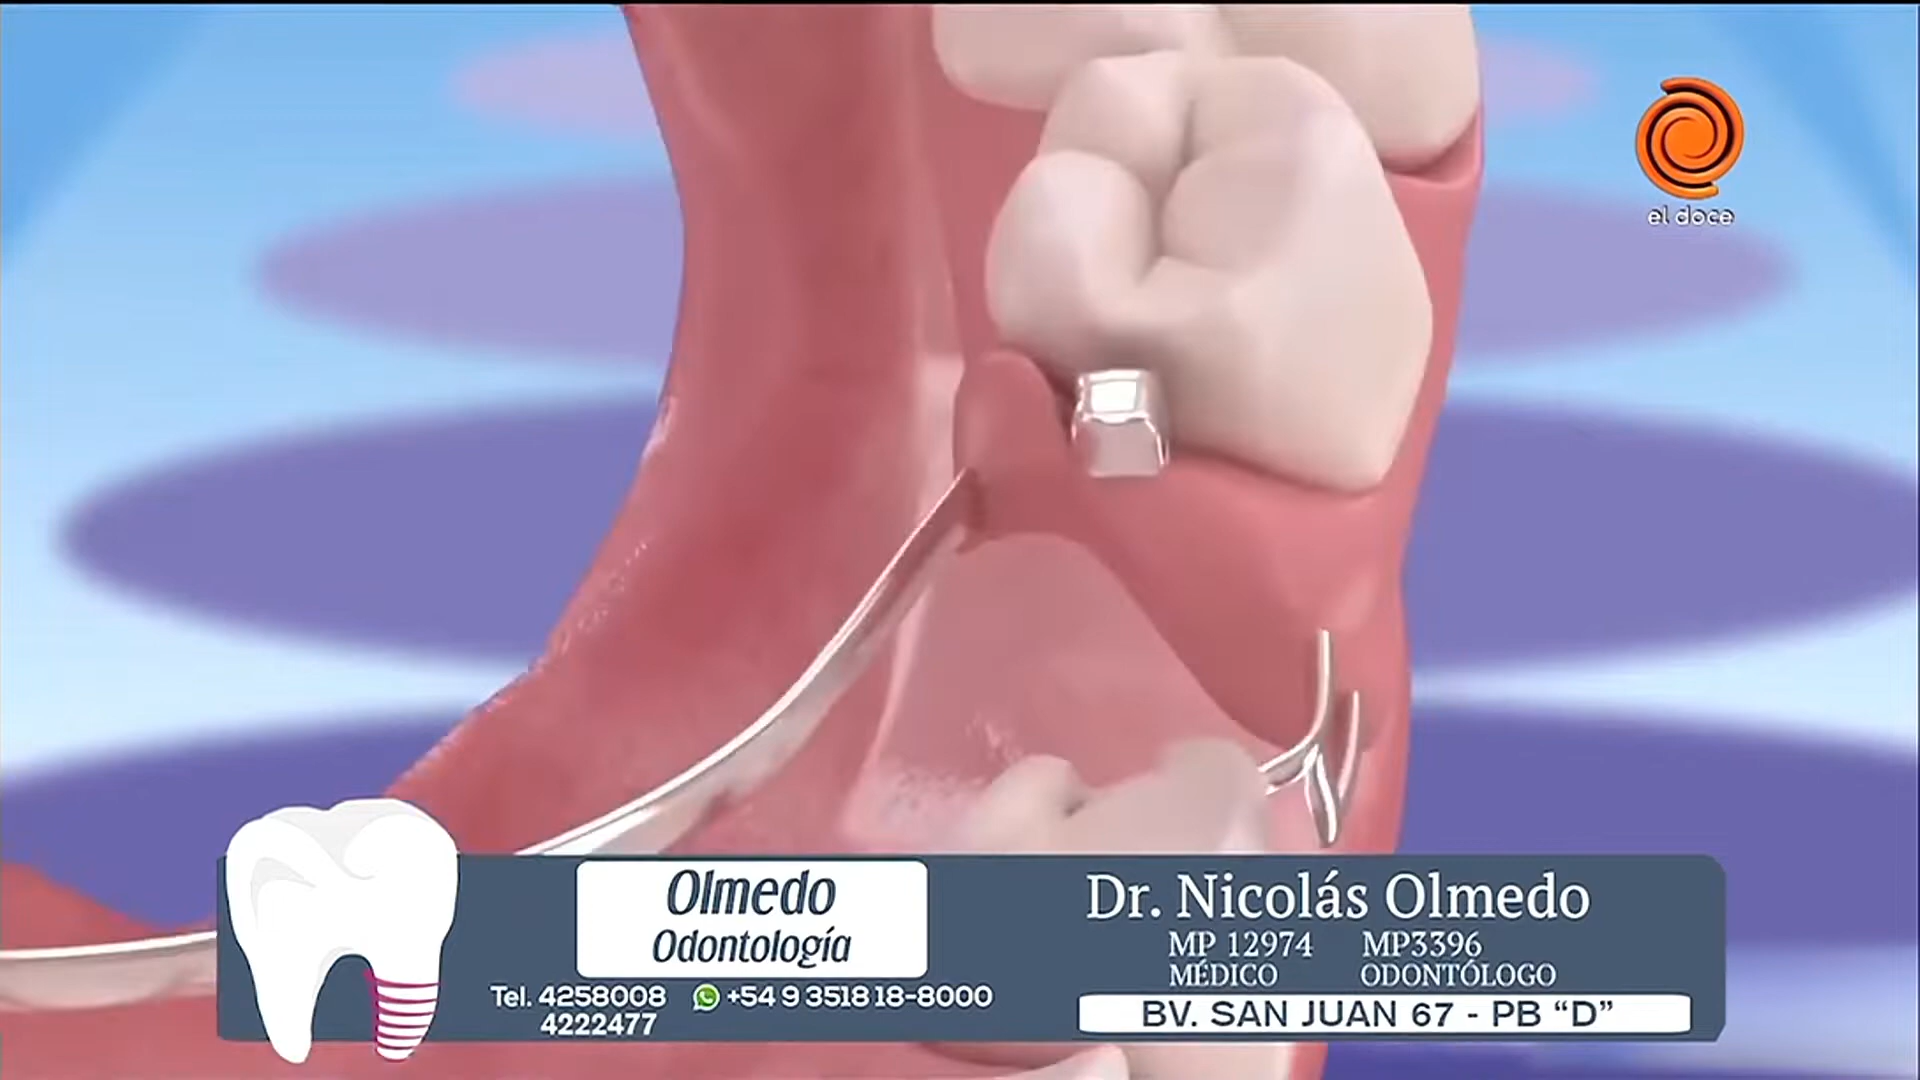 el doce
Olmedo
Odontología
Tel. 4258008
4222477
+54 9 3518 18-8000
Dr. Nicolás Olmedo
MP 12974 MP3396
MÉDICO ODONTÓLOGO
BV. SAN JUAN 67 - PB “D”